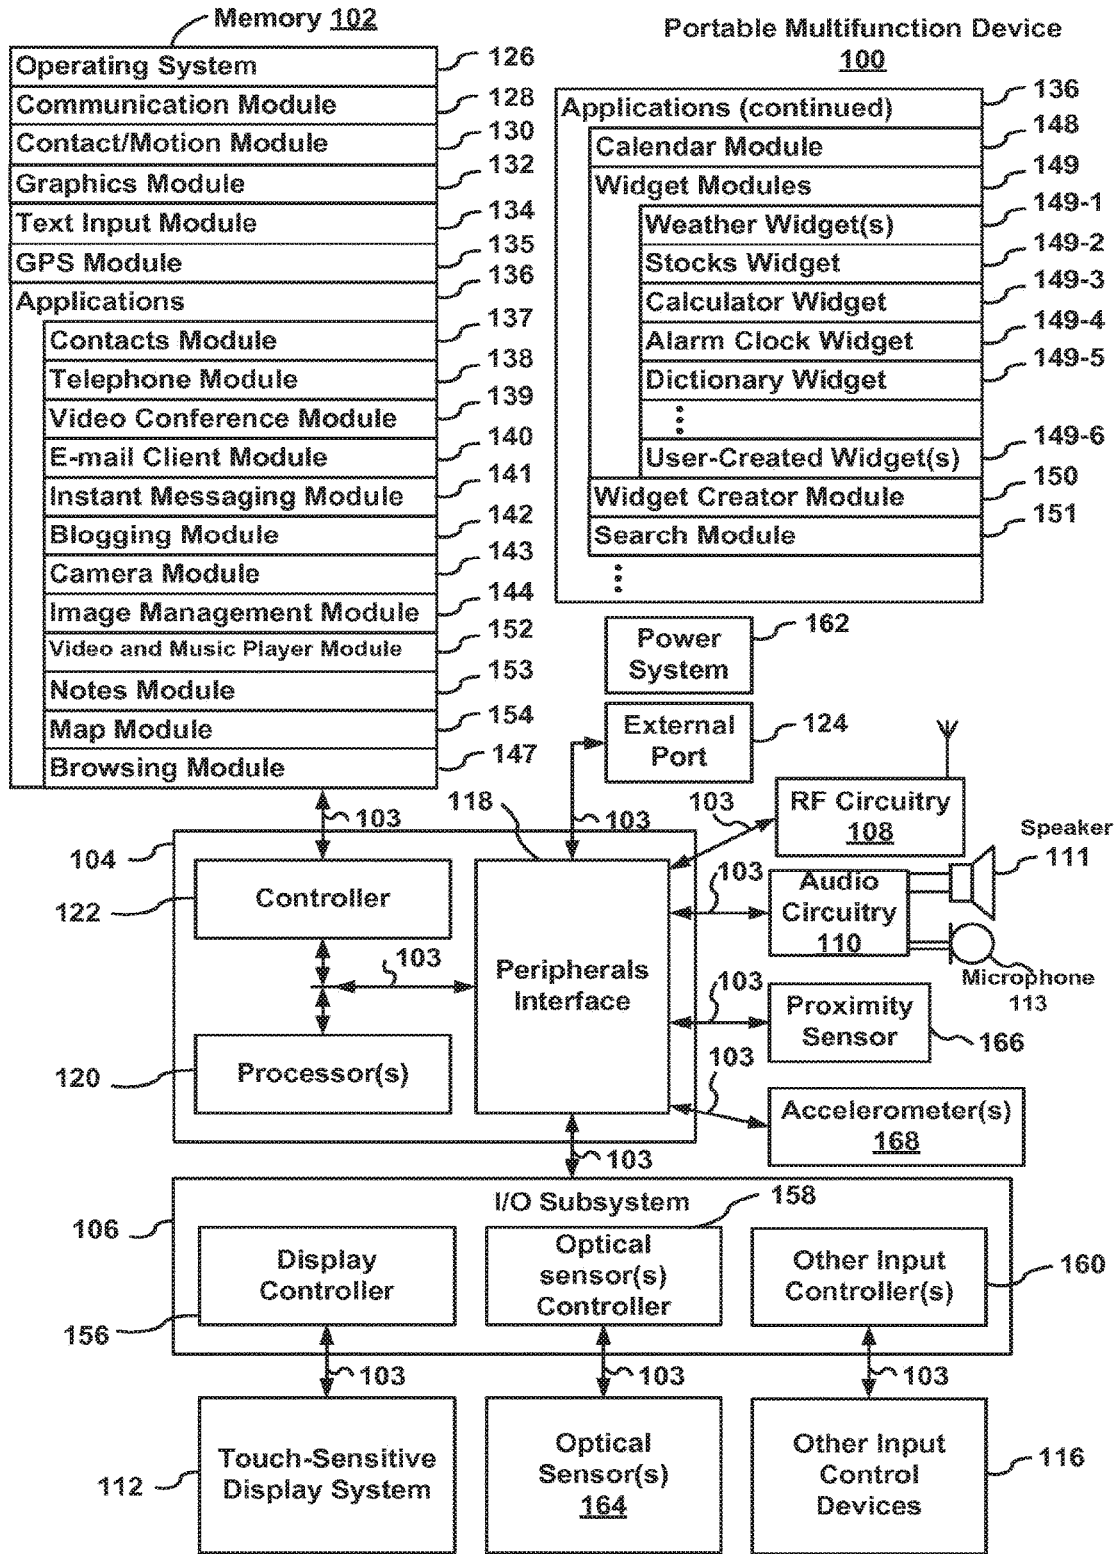 Memory 102
Operating System 126
Communication Module 128
Contact/Motion Module 130
Graphics Module 132
Text Input Module 134
GPS Module 135
Applications 136
Contacts Module 137
Telephone Module 138
Video Conference Module 139
E-mail Client Module 140
Instant Messaging Module 141
Blogging Module 142
Camera Module 143
Image Management Module 144
Video and Music Player Module 152
Notes Module 153
Map Module 154
Browsing Module 147
Portable Multifunction Device
100
Applications (continued) 136
Calendar Module 148
Widget Modules 149
Weather Widget(s) 149-1
Stocks Widget 149-2
Calculator Widget 149-3
Alarm Clock Widget 149-4
Dictionary Widget 149-5
User-Created Widget(s) 149-6
Widget Creator Module 150
Search Module 151
Power
System
162
External
Port
124
103
118
103
103
RF Circuitry
108
Speaker
111
104
Controller
122
103
Audio
Circuitry
110
Microphone
113
103
Peripherals
Interface
103
Proximity
Sensor
166
Processor(s)
120
103
Accelerometer(s)
168
103
I/O Subsystem
158
106
Display
Controller
156
Optical
sensor(s)
Controller
Other Input
Controller(s)
160
103
103
103
Touch-Sensitive
Display System
112
Optical
Sensor(s)
164
Other Input
Control
Devices
116